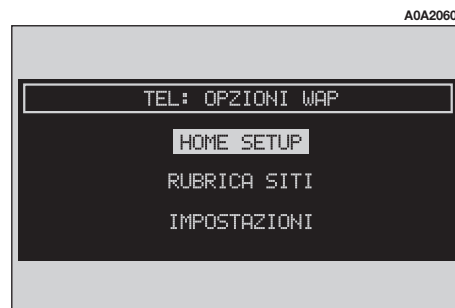 A0A2060
TEL: OPZIONI WAP
HOME SETUP
RUBRICA SITI
IMPOSTAZIONI